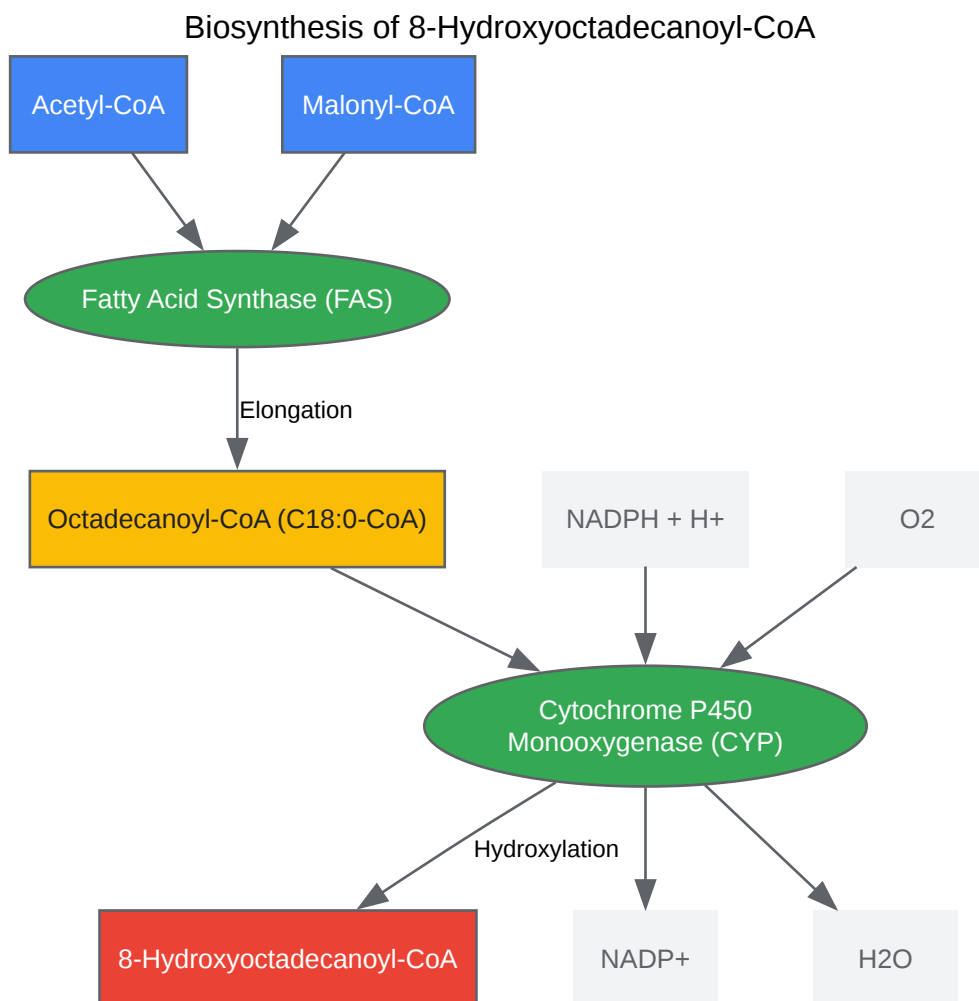 Biosynthesis of 8-Hydroxyoctadecanoyl-CoA
Acetyl-CoA
Malonyl-CoA
Fatty Acid Synthase (FAS)
Elongation
Octadecanoyl-CoA (C18:0-CoA)
NADPH + H+
O2
Cytochrome P450
Monooxygenase (CYP)
Hydroxylation
8-Hydroxyoctadecanoyl-CoA
NADP+
H2O